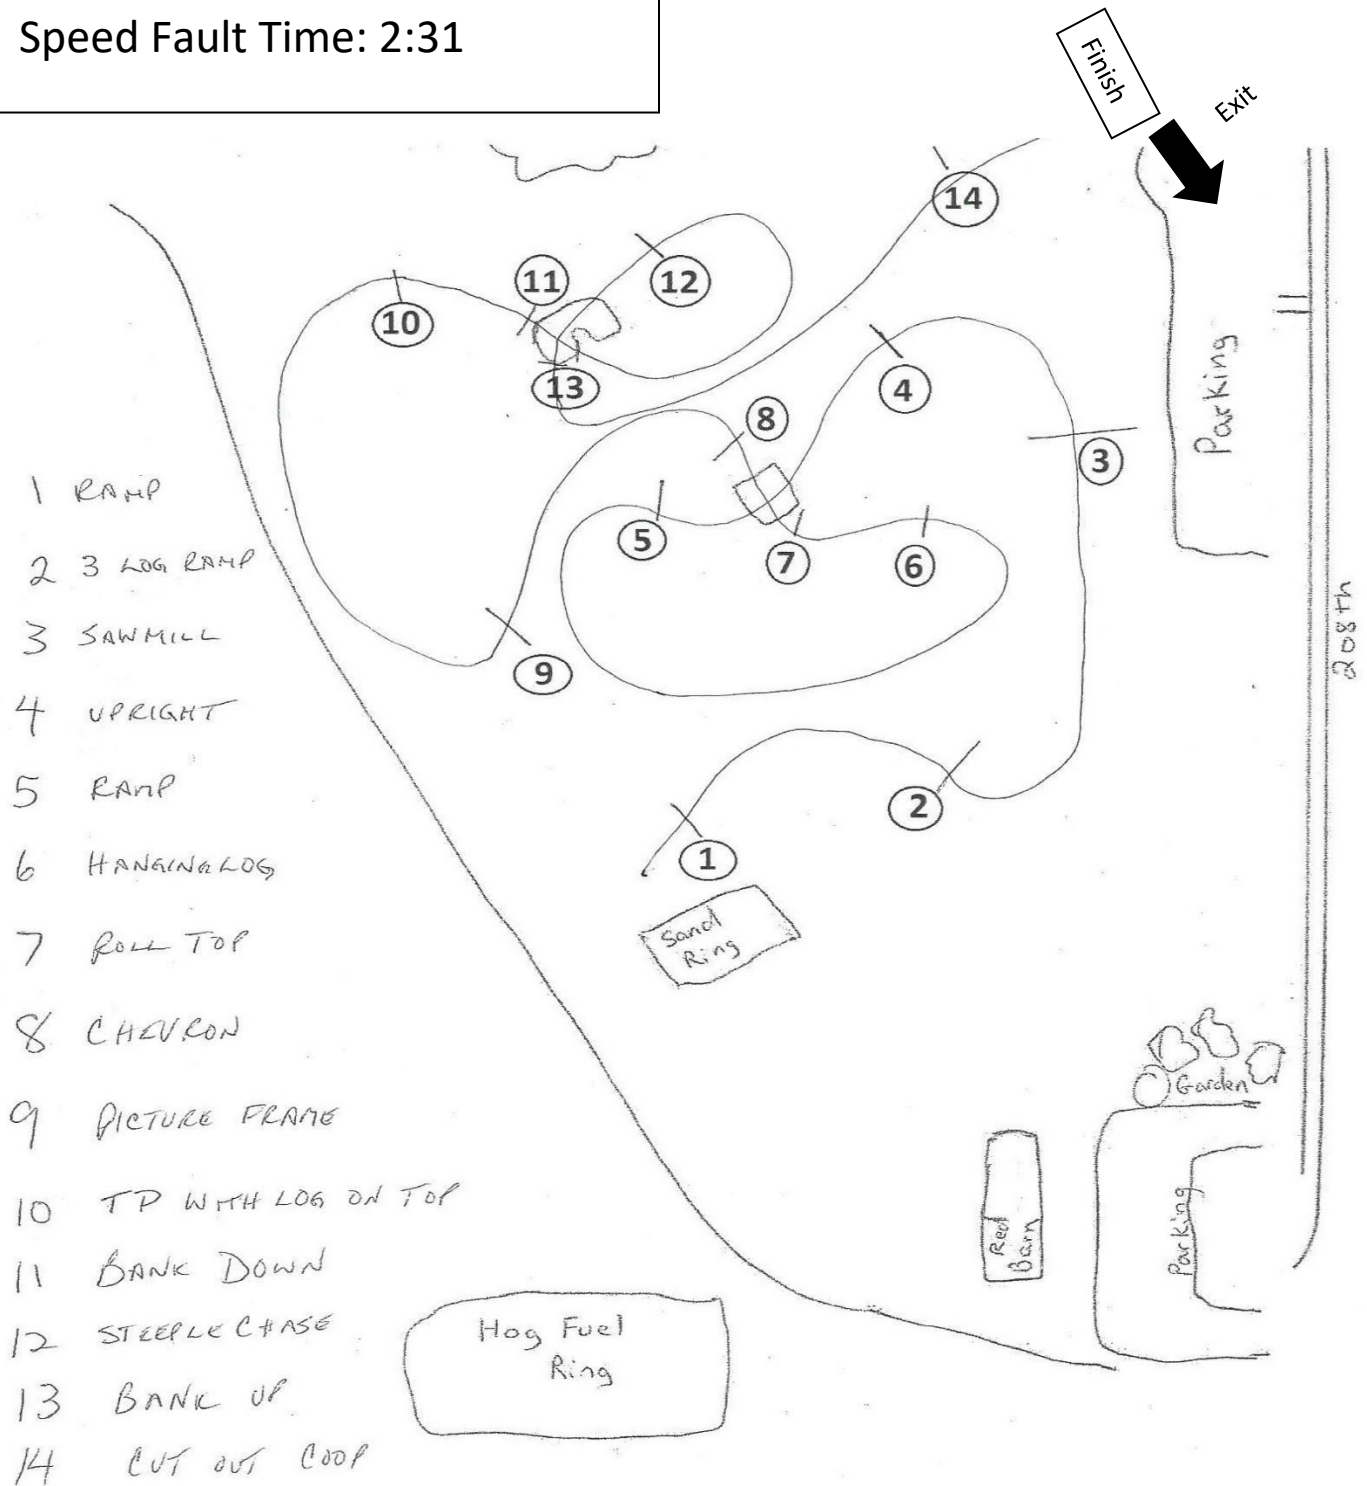 Speed Fault Time: 2:31
Finish
Exit
14
11
12
10
13
4
8
3
Parking
5
7
6
9
2
1
208th
1 RAMP
2 3 LOG RAMP
3 SAWMILL
4 UPRIGHT
5 RAMP
6 HANGING LOG
7 ROLL TOP
8 CHEVRON
9 PICTURE FRAME
10 TP WITH LOG ON TOP
11 BANK DOWN
12 STEEPLECHASE
13 BANK UP
14 CUT OUT COOP
Sand
Ring
Garden
Red
Barn
Parking
Hog Fuel
Ring